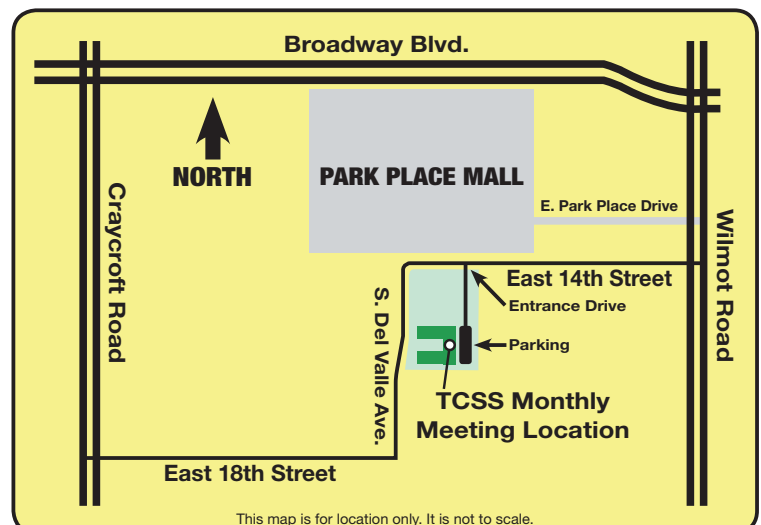 Broadway Blvd.
NORTH
PARK PLACE MALL
Craycroft Road
E. Park Place Drive
Wilmot Road
East 14th Street
Entrance Drive
S. Del Valle Ave.
Parking
TCSS Monthly
Meeting Location
East 18th Street
This map is for location only. It is not to scale.